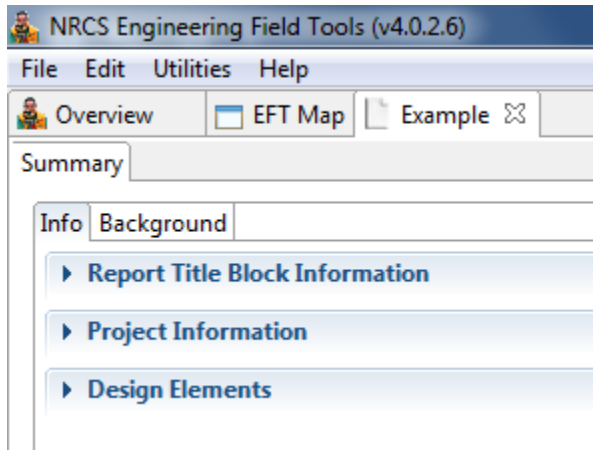 NRCS Engineering Field Tools (v4.0.2.6)
File Edit Utilities Help
Overview EFT Map Example
Summary
Info Background
Report Title Block Information
Project Information
Design Elements